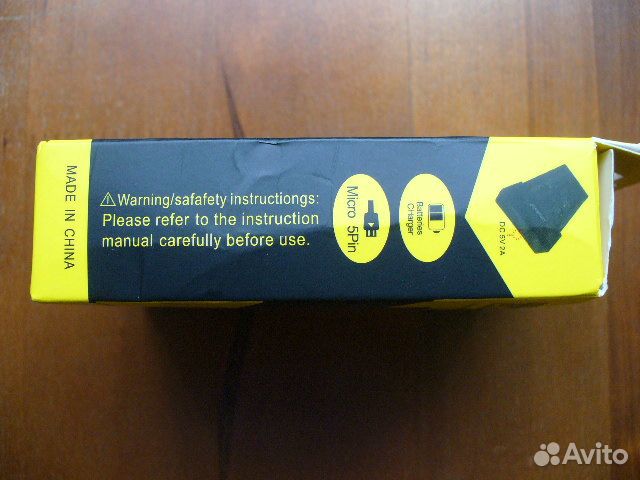 MADE IN CHINA
⚠Warning/safafety instructiongs:
Please refer to the instruction
manual carefully before use.
Micro 5Pin
Batteries
Charger
DC 5V 2A
Avito